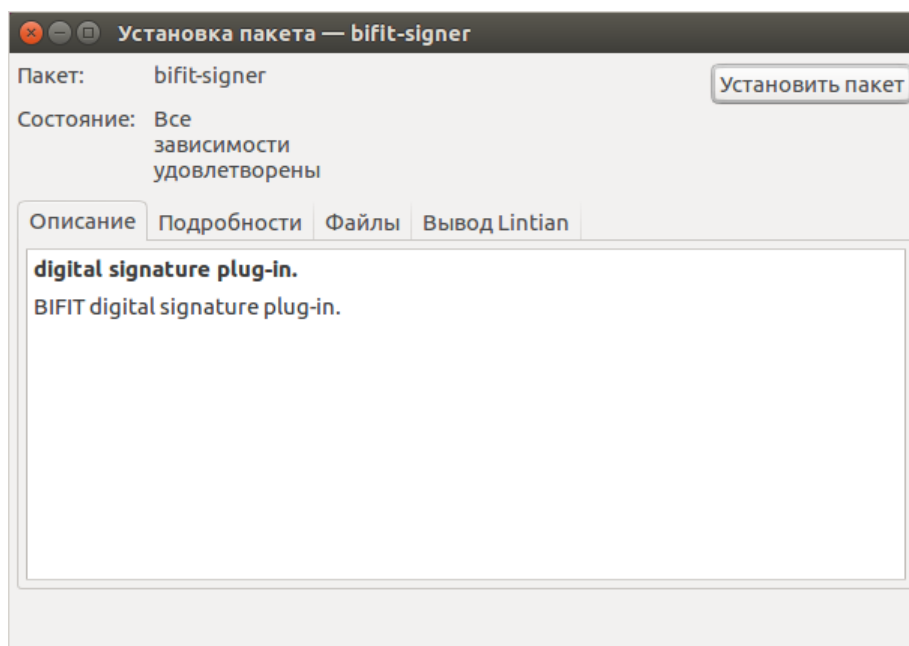 Установка пакета — bifit-signer
Пакет: bifit-signer
Установить пакет
Состояние: Все
зависимости
удовлетворены
Описание Подробности Файлы Вывод Lintian
digital signature plug-in.
BIFIT digital signature plug-in.